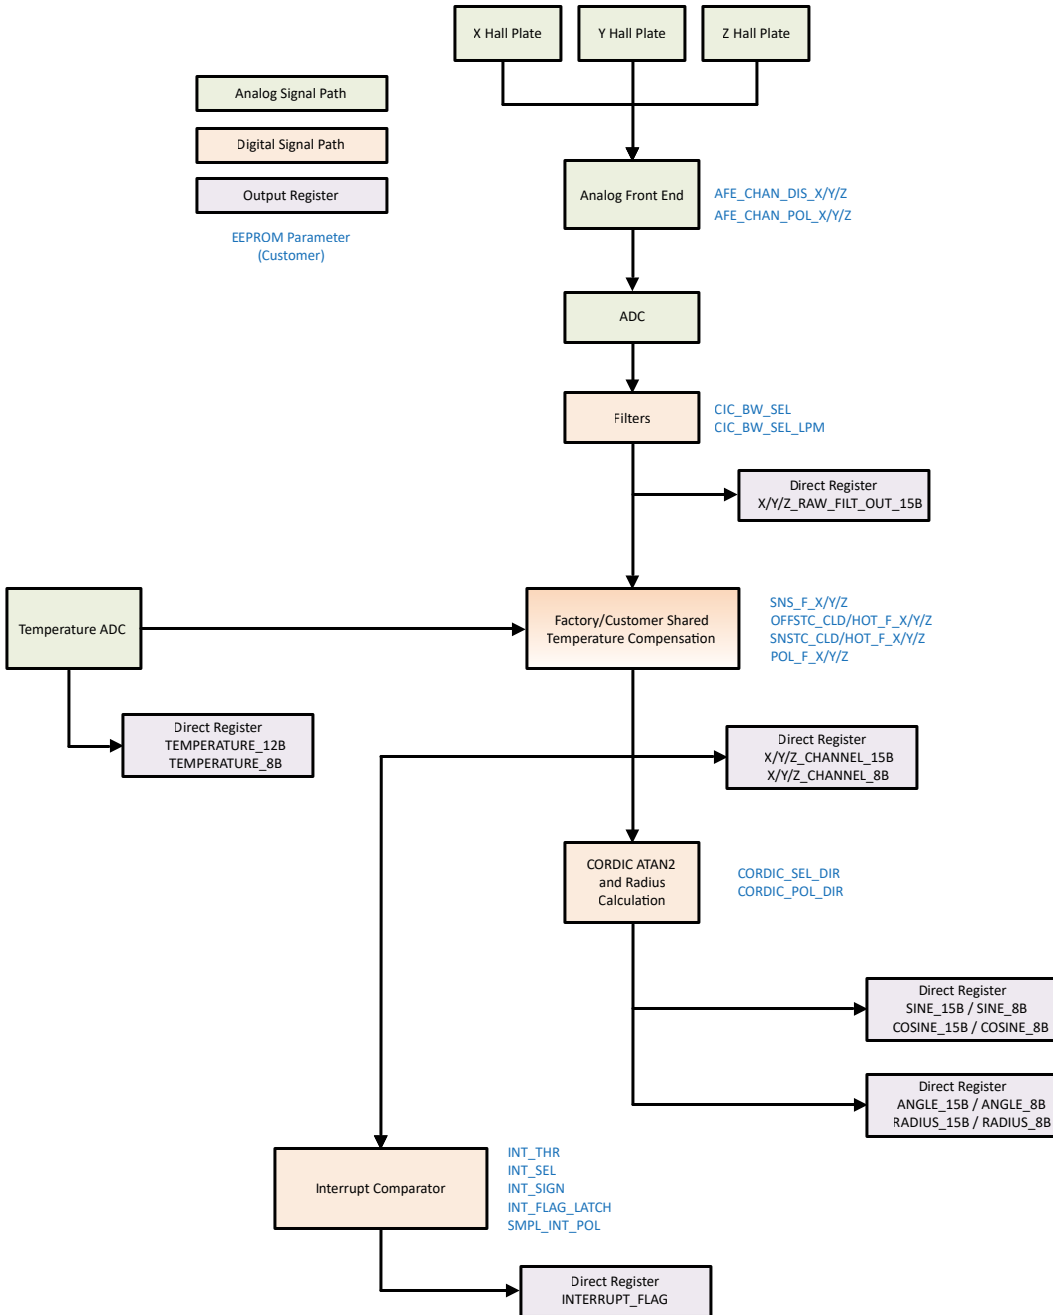 X Hall Plate
Y Hall Plate
Z Hall Plate
Analog Signal Path
Digital Signal Path
Output Register
EEPROM Parameter
(Customer)
Analog Front End
AFE_CHAN_DIS_X/Y/Z
AFE_CHAN_POL_X/Y/Z
ADC
Filters
CIC_BW_SEL
CIC_BW_SEL_LPM
Direct Register
X/Y/Z_RAW_FILT_OUT_15B
Temperature ADC
Factory/Customer Shared
Temperature Compensation
SNS_F_X/Y/Z
OFFSTC_CLD/HOT_F_X/Y/Z
SNSTC_CLD/HOT_F_X/Y/Z
POL_F_X/Y/Z
Direct Register
TEMPERATURE_12B
TEMPERATURE_8B
Direct Register
X/Y/Z_CHANNEL_15B
X/Y/Z_CHANNEL_8B
CORDIC ATAN2
and Radius
Calculation
CORDIC_SEL_DIR
CORDIC_POL_DIR
Direct Register
SINE_15B / SINE_8B
COSINE_15B / COSINE_8B
Direct Register
ANGLE_15B / ANGLE_8B
RADIUS_15B / RADIUS_8B
Interrupt Comparator
INT_THR
INT_SEL
INT_SIGN
INT_FLAG_LATCH
SMPL_INT_POL
Direct Register
INTERRUPT_FLAG